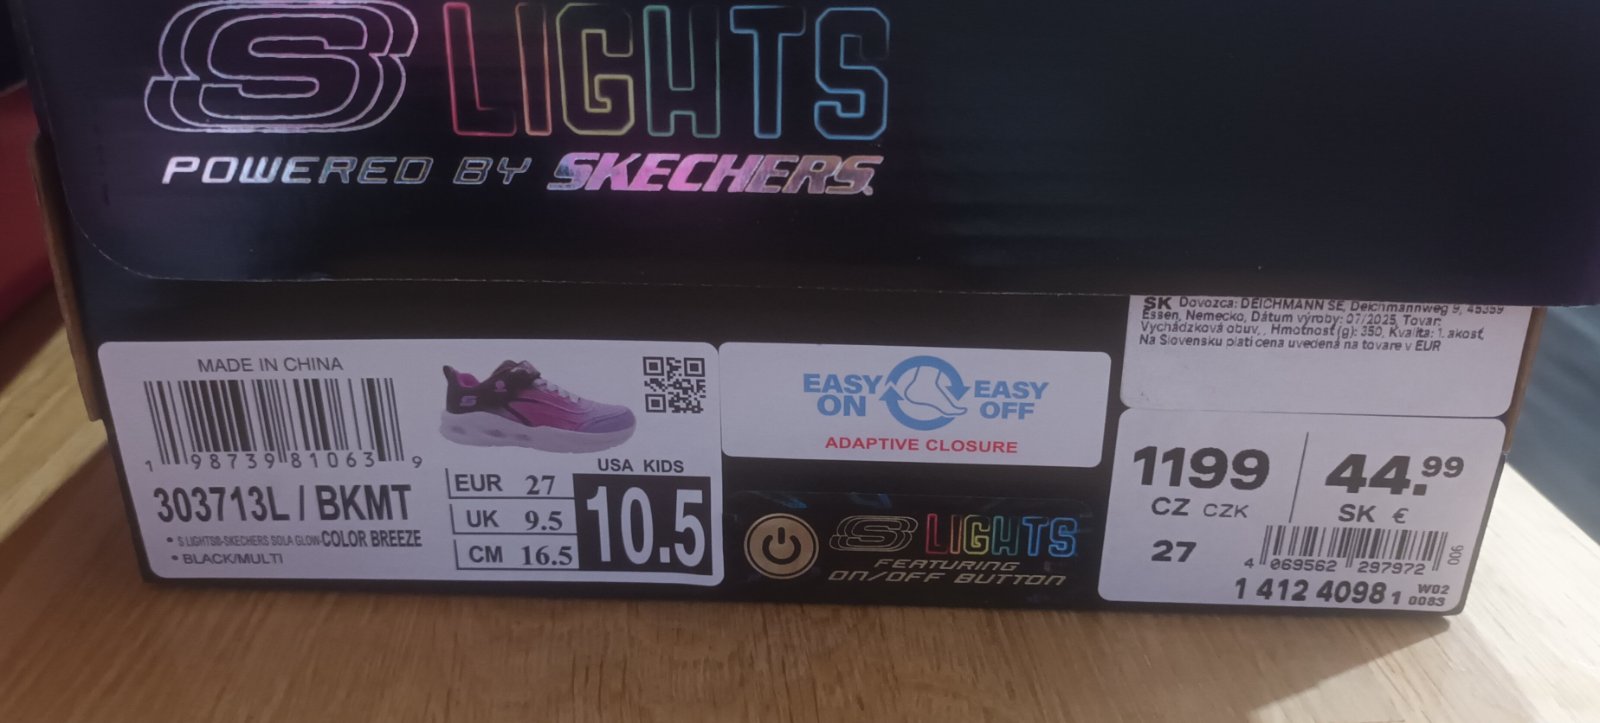 S LIGHTS
POWERED BY SKECHERS
MADE IN CHINA
1 98739 81063 9
303713L / BKMT
• S LIGHTS®-SKECHERS SOLA GLOW-COLOR BREEZE
• BLACK/MULTI
EUR 27
UK 9.5
CM 16.5
USA KIDS
10.5
EASY ON
EASY OFF
ADAPTIVE CLOSURE
S LIGHTS
FEATURING
ON/OFF BUTTON
SK Dovozca: DEICHMANN SE, Deichmannweg 9, 45359
Essen, Nemecko, Dátum výroby: 07/2025, Tovar:
Vychádzková obuv, , Hmotnosť (g): 350, Kvalita: 1. akosť,
Na Slovensku platí cena uvedená na tovare v EUR
1199
CZ CZK
44.99
SK €
27
4 069562 297972
900
1 412 4098 1
W02
0083